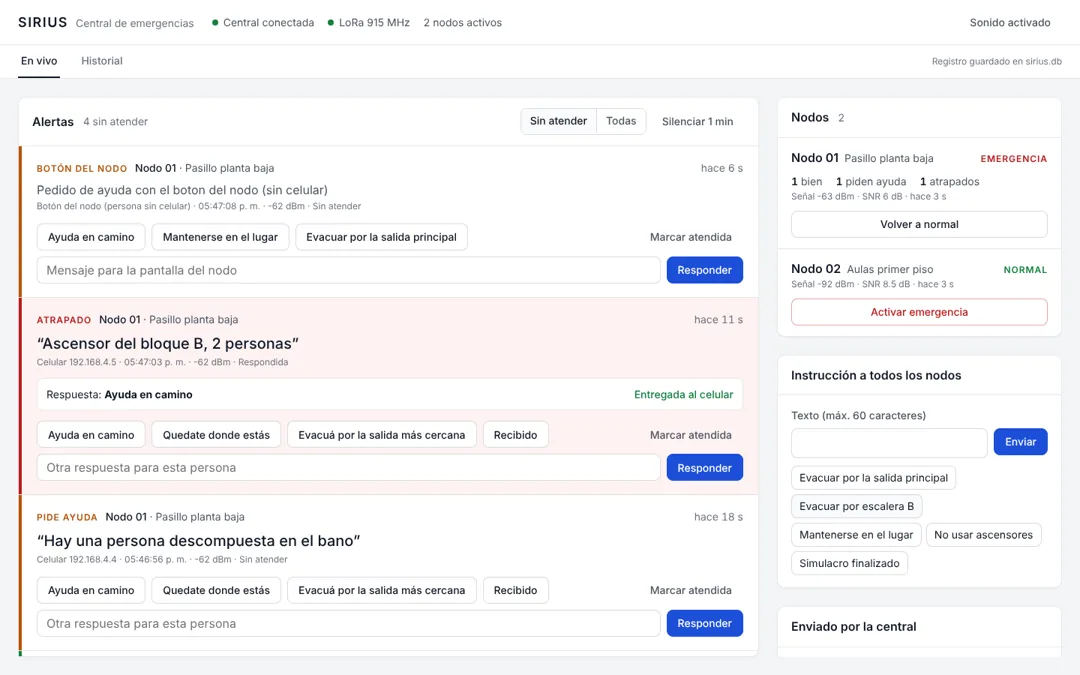 SIRIUS Central de emergencias Central conectada LoRa 915 MHz 2 nodos activos Sonido activado
En vivo Historial Registro guardado en sirius.db
Alertas 4 sin atender Sin atender Todas Silenciar 1 min
BOTÓN DEL NODO Nodo 01 · Pasillo planta baja hace 6 s
Pedido de ayuda con el boton del nodo (sin celular)
Botón del nodo (persona sin celular) · 05:47:08 p. m. · -62 dBm · Sin atender
Ayuda en camino Mantenerse en el lugar Evacuar por la salida principal Marcar atendida
Mensaje para la pantalla del nodo Responder
ATRAPADO Nodo 01 · Pasillo planta baja hace 11 s
“Ascensor del bloque B, 2 personas”
Celular 192.168.4.5 · 05:47:03 p. m. · -62 dBm · Respondida
Respuesta: Ayuda en camino Entregada al celular
Ayuda en camino Quedate donde estás Evacuá por la salida más cercana Recibido Marcar atendida
Otra respuesta para esta persona Responder
PIDE AYUDA Nodo 01 · Pasillo planta baja hace 18 s
“Hay una persona descompuesta en el bano”
Celular 192.168.4.4 · 05:46:56 p. m. · -62 dBm · Sin atender
Ayuda en camino Quedate donde estás Evacuá por la salida más cercana Recibido Marcar atendida
Otra respuesta para esta persona Responder
Nodos 2
Nodo 01 Pasillo planta baja EMERGENCIA
1 bien 1 piden ayuda 1 atrapados
Señal -63 dBm · SNR 6 dB · hace 3 s
Volver a normal
Nodo 02 Aulas primer piso NORMAL
Señal -92 dBm · SNR 8.5 dB · hace 3 s
Activar emergencia
Instrucción a todos los nodos
Texto (máx. 60 caracteres)
Enviar
Evacuar por la salida principal
Evacuar por escalera B
Mantenerse en el lugar No usar ascensores
Simulacro finalizado
Enviado por la central